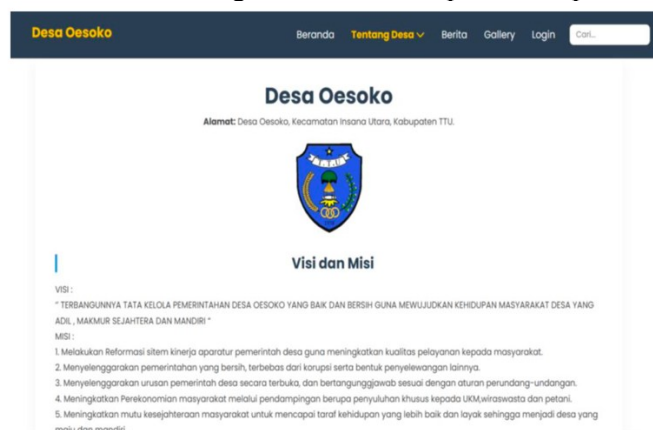 Desa Oesoko
Beranda Tentang Desa Berita Gallery Login Cari...
Desa Oesoko
Alamat: Desa Oesoko, Kecamatan Insana Utara, Kabupaten TTU.
T.T.U
Visi dan Misi
VISI :
" TERBANGUNNYA TATA KELOLA PEMERINTAHAN DESA OESOKO YANG BAIK DAN BERSIH GUNA MEWUJUDKAN KEHIDUPAN MASYARAKAT DESA YANG
ADIL , MAKMUR SEJAHTERA DAN MANDIRI "
MISI :
1. Melakukan Reformasi sitem kinerja aparatur pemerintah desa guna meningkatkan kualitas pelayanan kepada masyarakat.
2. Menyelenggarakan pemerintahan yang bersih, terbebas dari korupsi serta bentuk penyelewengan lainnya.
3. Menyelenggarakan urusan pemerintah desa secara terbuka, dan bertangunggjawab sesuai dengan aturan perundang-undangan.
4. Meningkatkan Perekonomian masyarakat melalui pendampingan berupa penyuluhan khusus kepada UKM,wiraswasta dan petani.
5. Meningkatkan mutu kesejahteraan masyarakat untuk mencapai taraf kehidupan yang lebih baik dan layak sehingga menjadi desa yang
maju dan mandiri